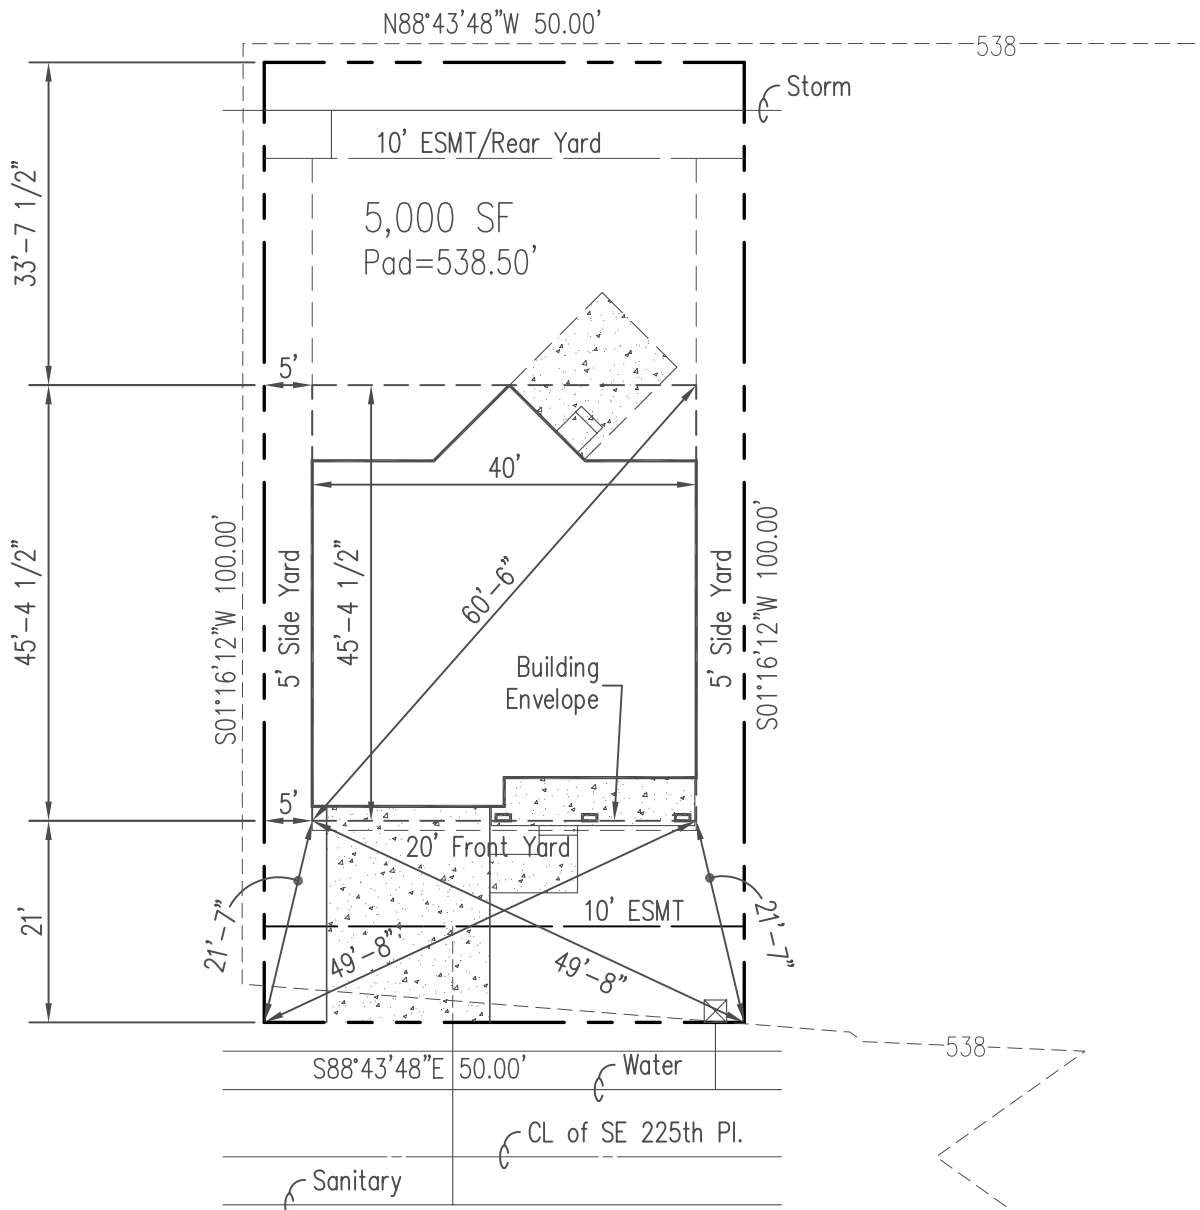 N88°43'48"W 50.00'
538
Storm
10' ESMT/Rear Yard
33'-7 1/2"
5,000 SF
Pad=538.50'
5'
40'
45'-4 1/2"
S01°16'12"W 100.00'
5' Side Yard
45'-4 1/2"
60'-6"
5' Side Yard
S01°16'12"W 100.00'
Building
Envelope
5'
20' Front Yard
21'
21'-7"
10' ESMT
21'-7"
49'-8"
49'-8"
538
S88°43'48"E 50.00'
Water
CL of SE 225th Pl.
Sanitary